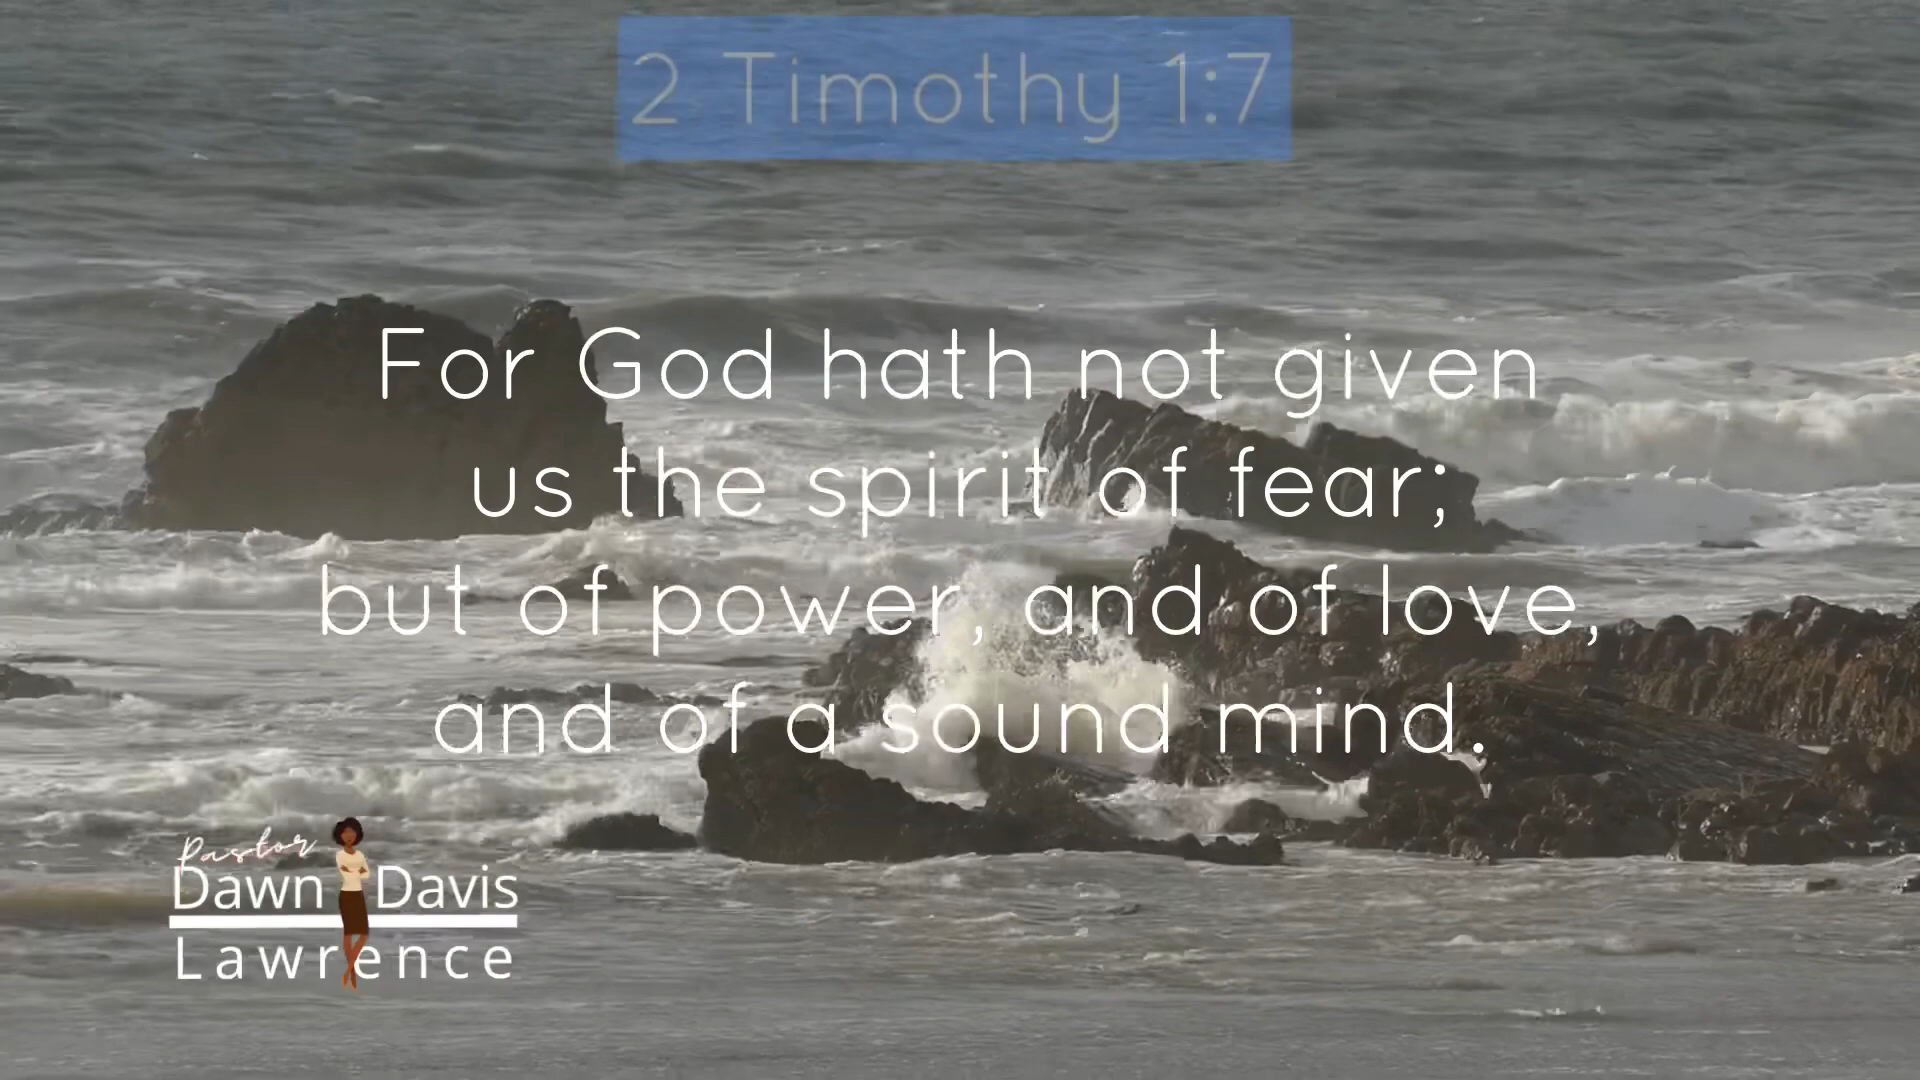 2 Timothy 1:7
For God hath not given
us the spirit of fear;
but of power, and of love,
and of a sound mind.
Pastor
Dawn Davis
Lawrence